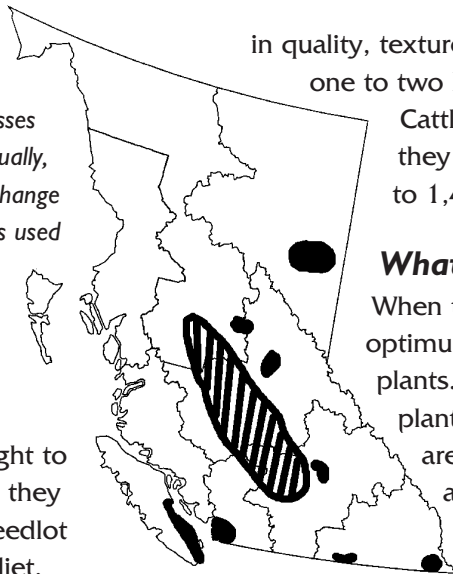 sses
ually,
hange
s used
ght to
they
eedlot
diet.
in quality, texture
one to two
Cattl
they
to 1,4
What
When t
optimu
plants.
plant
are
a